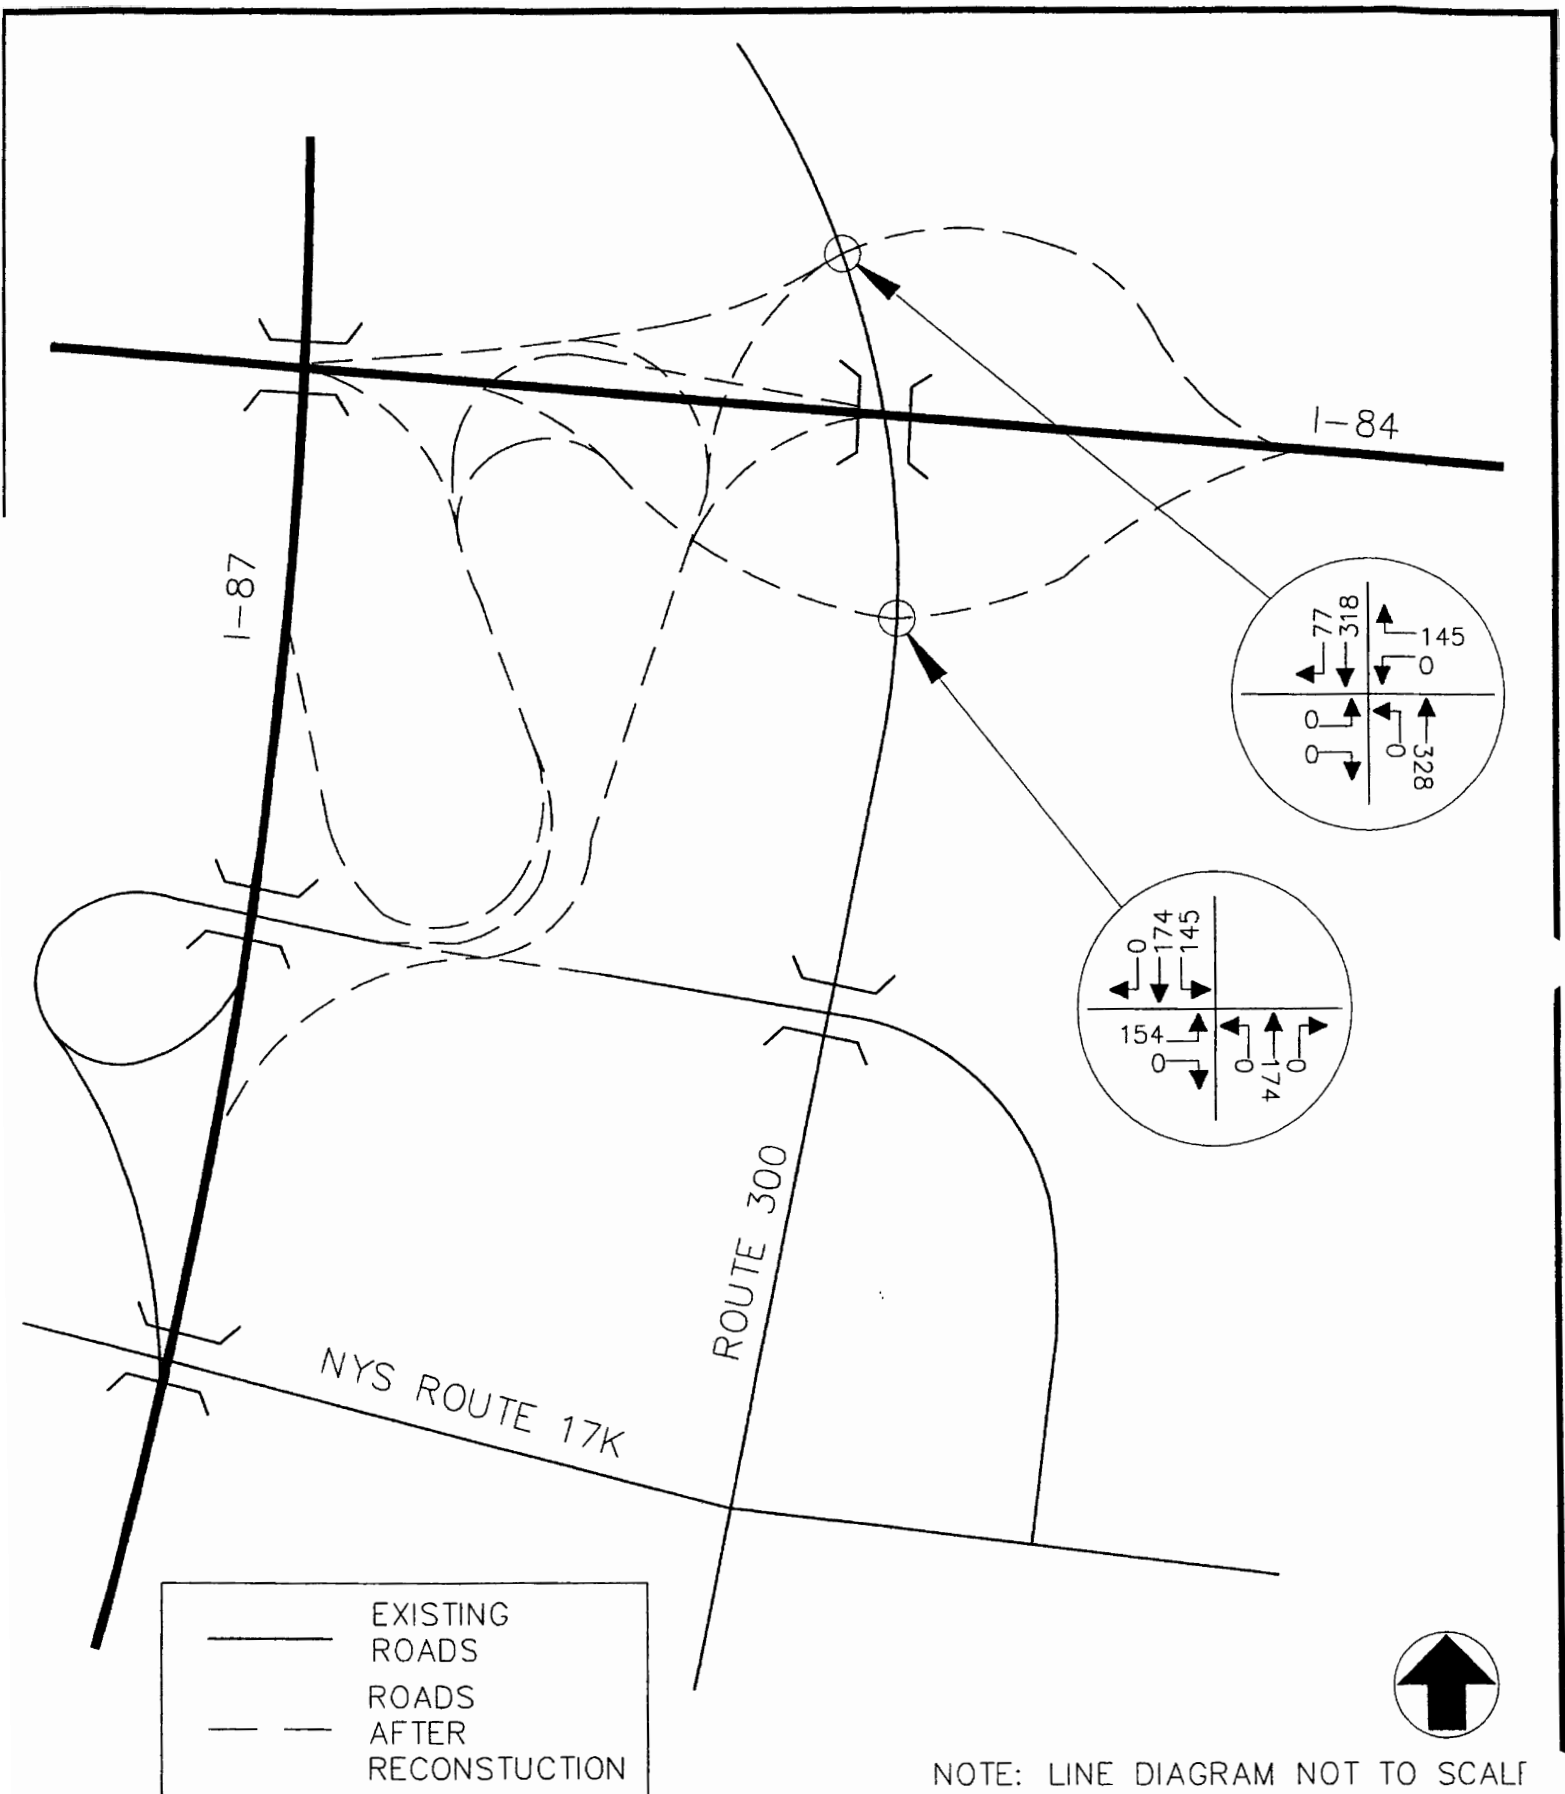 I-84
I-87
77
318
145
0
0
0
0
328
0
174
145
154
0
0
174
0
ROUTE 300
NYS ROUTE 17K
EXISTING
ROADS
ROADS
AFTER
RECONSTUCTION
NOTE: LINE DIAGRAM NOT TO SCALE